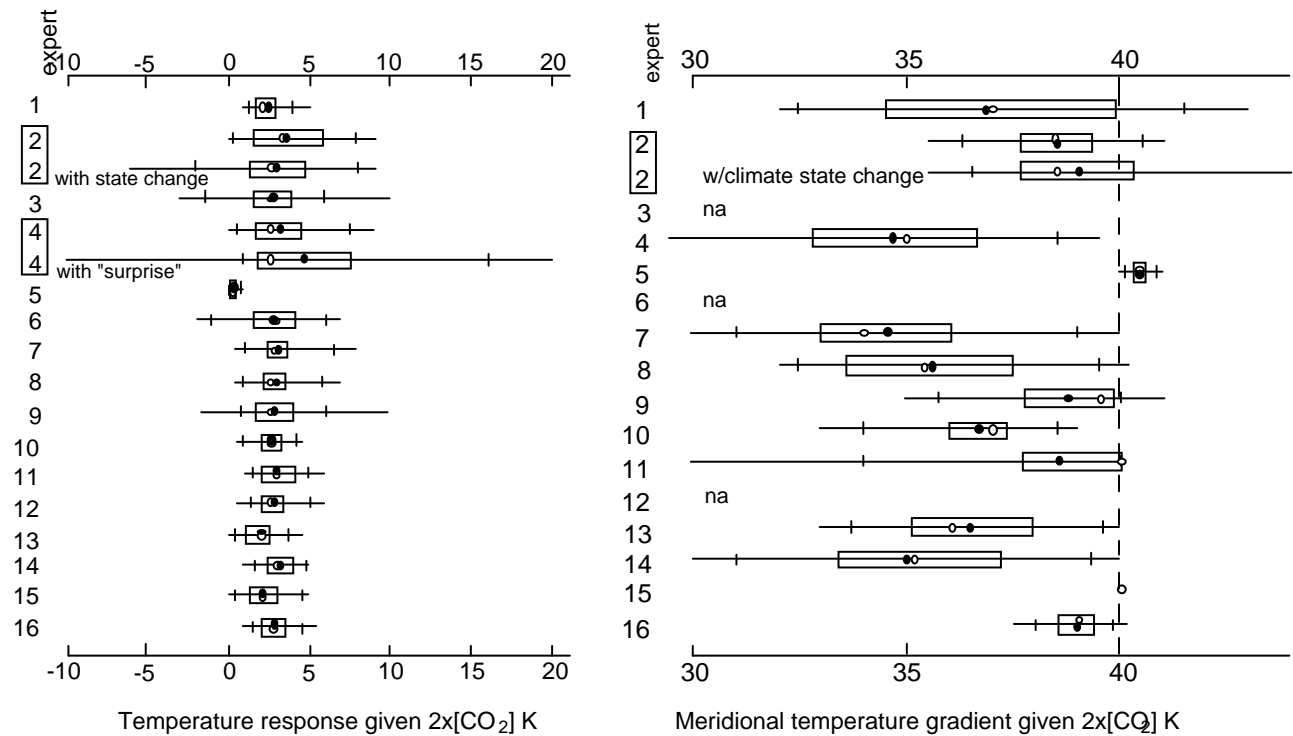 expert
-10 -5 0 5 10 15 20
1
2
2 with state change
3
4
4 with "surprise"
5
6
7
8
9
10
11
12
13
14
15
16
-10 -5 0 5 10 15 20
Temperature response given 2x[CO2] K
expert
30 35 40
1
2
2 w/climate state change
3 na
4
5
6 na
7
8
9
10
11
12 na
13
14
15
16
30 35 40
Meridional temperature gradient given 2x[CO2] K